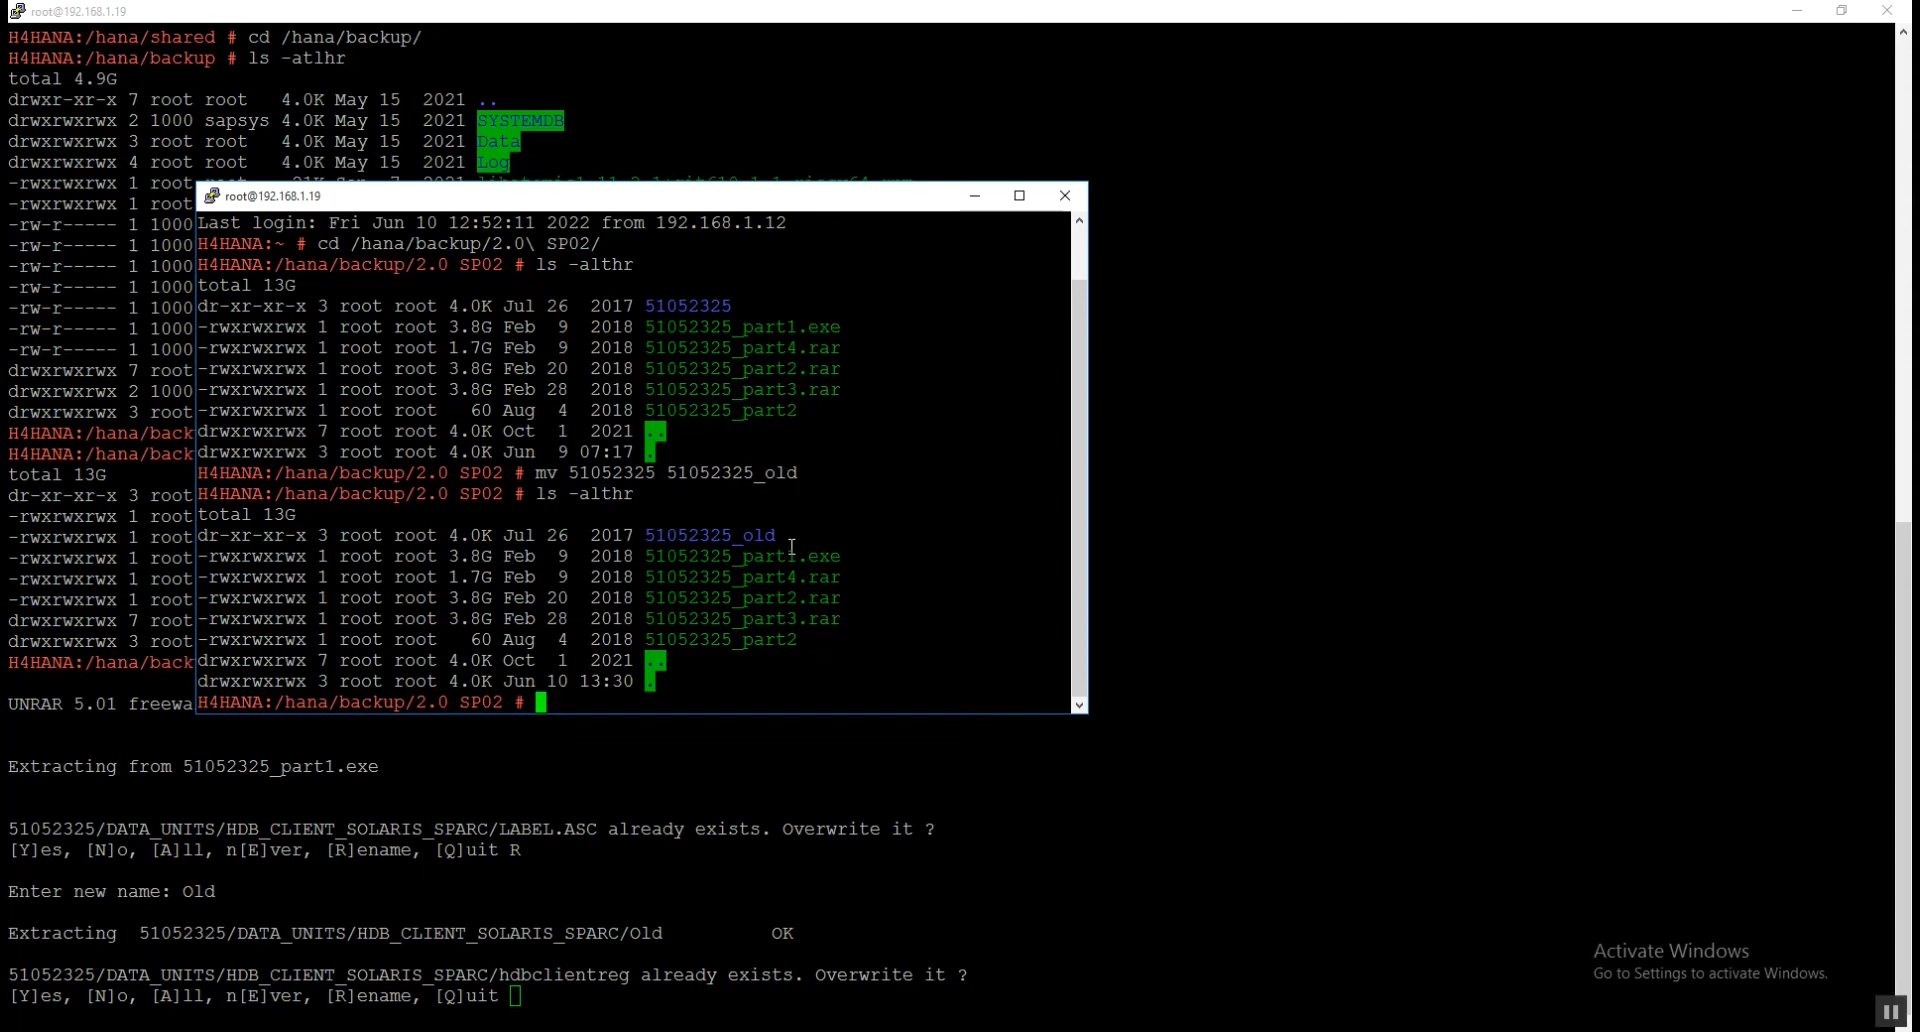 root@192.168.1.19
H4HANA:/hana/shared # cd /hana/backup/
H4HANA:/hana/backup # ls -atlhr
total 4.9G
drwxr-xr-x 7 root root 4.0K May 15 2021 ..
drwxrwxrwx 2 1000 sapsys 4.0K May 15 2021 SYSTEMDB
drwxrwxrwx 3 root root 4.0K May 15 2021 Data
drwxrwxrwx 4 root root 4.0K May 15 2021 Log
-rwxrwxrwx 1 root
-rwxrwxrwx 1 root
-rw-r----- 1 1000
-rw-r----- 1 1000
-rw-r----- 1 1000
-rw-r----- 1 1000
-rw-r----- 1 1000
-rw-r----- 1 1000
-rw-r----- 1 1000
drwxrwxrwx 7 root
drwxrwxrwx 2 1000
drwxrwxrwx 3 root
H4HANA:/hana/back
H4HANA:/hana/back
total 13G
dr-xr-xr-x 3 root
-rwxrwxrwx 1 root
-rwxrwxrwx 1 root
-rwxrwxrwx 1 root
-rwxrwxrwx 1 root
-rwxrwxrwx 1 root
drwxrwxrwx 7 root
drwxrwxrwx 3 root
H4HANA:/hana/back
UNRAR 5.01 freewa
root@192.168.1.19
Last login: Fri Jun 10 12:52:11 2022 from 192.168.1.12
H4HANA:~ # cd /hana/backup/2.0\ SP02/
H4HANA:/hana/backup/2.0 SP02 # ls -althr
total 13G
dr-xr-xr-x 3 root root 4.0K Jul 26 2017 51052325
-rwxrwxrwx 1 root root 3.8G Feb 9 2018 51052325_part1.exe
-rwxrwxrwx 1 root root 1.7G Feb 9 2018 51052325_part4.rar
-rwxrwxrwx 1 root root 3.8G Feb 20 2018 51052325_part2.rar
-rwxrwxrwx 1 root root 3.8G Feb 28 2018 51052325_part3.rar
-rwxrwxrwx 1 root root 60 Aug 4 2018 51052325_part2
drwxrwxrwx 7 root root 4.0K Oct 1 2021 ..
drwxrwxrwx 3 root root 4.0K Jun 9 07:17 .
H4HANA:/hana/backup/2.0 SP02 # mv 51052325 51052325_old
H4HANA:/hana/backup/2.0 SP02 # ls -althr
total 13G
dr-xr-xr-x 3 root root 4.0K Jul 26 2017 51052325_old
-rwxrwxrwx 1 root root 3.8G Feb 9 2018 51052325_part1.exe
-rwxrwxrwx 1 root root 1.7G Feb 9 2018 51052325_part4.rar
-rwxrwxrwx 1 root root 3.8G Feb 20 2018 51052325_part2.rar
-rwxrwxrwx 1 root root 3.8G Feb 28 2018 51052325_part3.rar
-rwxrwxrwx 1 root root 60 Aug 4 2018 51052325_part2
drwxrwxrwx 7 root root 4.0K Oct 1 2021 ..
drwxrwxrwx 3 root root 4.0K Jun 10 13:30 .
H4HANA:/hana/backup/2.0 SP02 #
Extracting from 51052325_part1.exe
51052325/DATA_UNITS/HDB_CLIENT_SOLARIS_SPARC/LABEL.ASC already exists. Overwrite it ?
[Y]es, [N]o, [A]ll, n[E]ver, [R]ename, [Q]uit R
Enter new name: Old
Extracting 51052325/DATA_UNITS/HDB_CLIENT_SOLARIS_SPARC/Old OK
51052325/DATA_UNITS/HDB_CLIENT_SOLARIS_SPARC/hdbclientreg already exists. Overwrite it ?
[Y]es, [N]o, [A]ll, n[E]ver, [R]ename, [Q]uit
Activate Windows
Go to Settings to activate Windows.